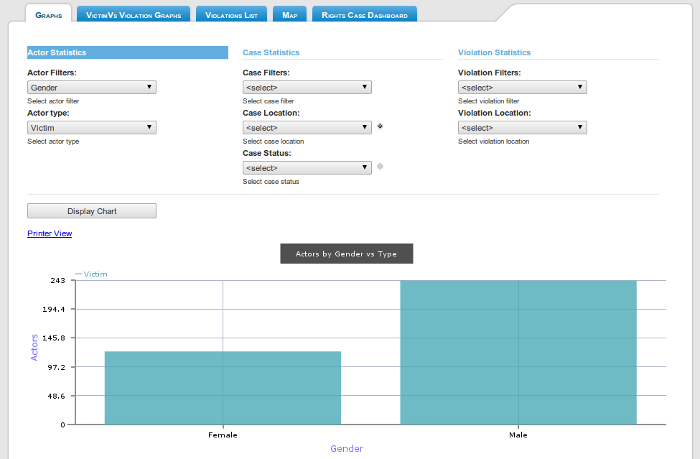 Graphs VictimVs Violation Graphs Violations List Map Rights Case Dashboard
Actor Statistics Case Statistics Violation Statistics
Actor Filters: Case Filters: Violation Filters:
Gender <select> <select>
Select actor filter Select case filter Select violation filter
Actor type: Case Location: Violation Location:
Victim <select> <select>
Select actor type Select case location Select violation location
Case Status:
<select>
Select case status
Display Chart
Printer View
Actors by Gender vs Type
Victim
243
194.4
145.8
97.2
48.6
0
Actors
Female Male
Gender